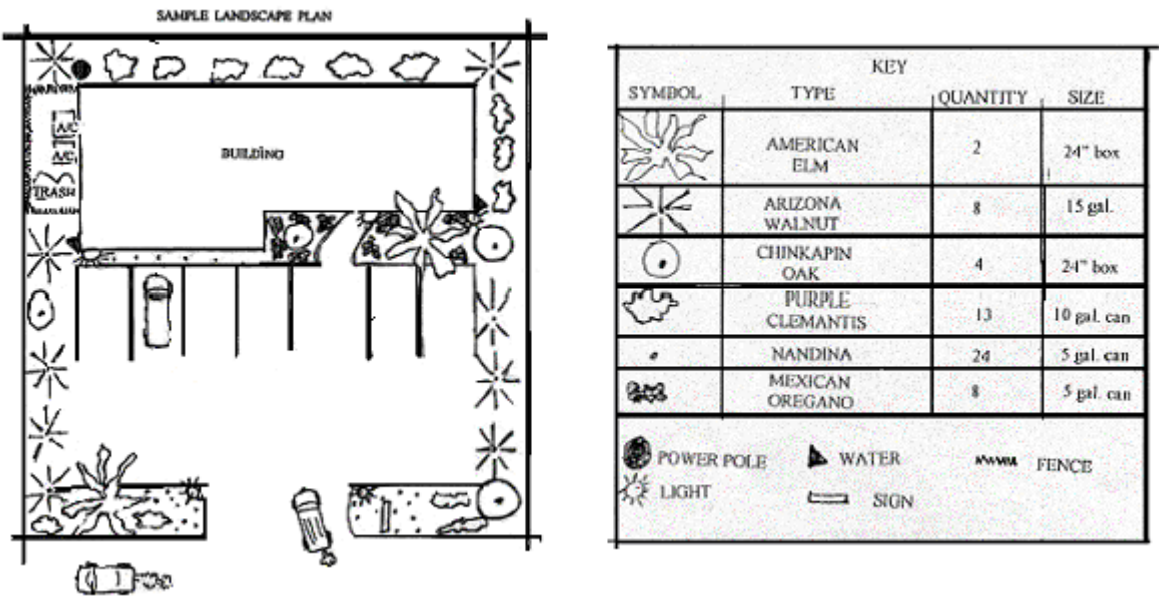 SAMPLE LANDSCAPE PLAN
A/C
A/C
TRASH
BUILDING
KEY
SYMBOL TYPE QUANTITY SIZE
AMERICAN ELM 2 24" box
ARIZONA WALNUT 8 15 gal.
CHINKAPIN OAK 4 24" box
PURPLE CLEMANTIS 13 10 gal. can
NANDINA 24 5 gal. can
MEXICAN OREGANO 8 5 gal. can
POWER POLE WATER FENCE
LIGHT SIGN